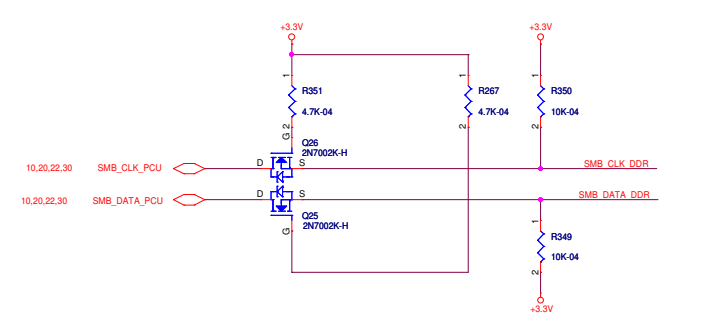 +3.3V
+3.3V
1
R351
4.7K-04
2
G
1
R267
4.7K-04
2
1
R350
10K-04
2
Q26
2N7002K-H
10,20,22,30
SMB_CLK_PCU
D
S
SMB_CLK_DDR
10,20,22,30
SMB_DATA_PCU
D
S
SMB_DATA_DDR
Q25
2N7002K-H
G
1
R349
10K-04
2
+3.3V